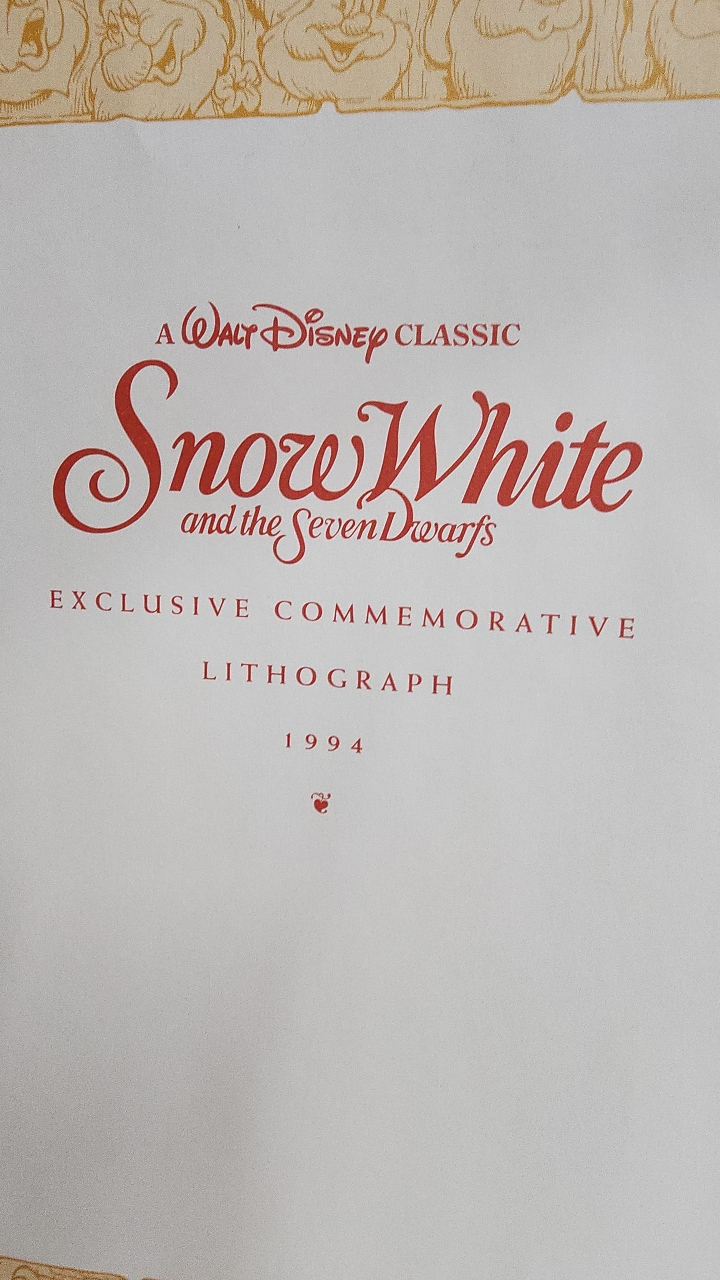 A WALT DISNEY CLASSIC
Snow White
and the Seven Dwarfs
EXCLUSIVE COMMEMORATIVE
LITHOGRAPH
1994